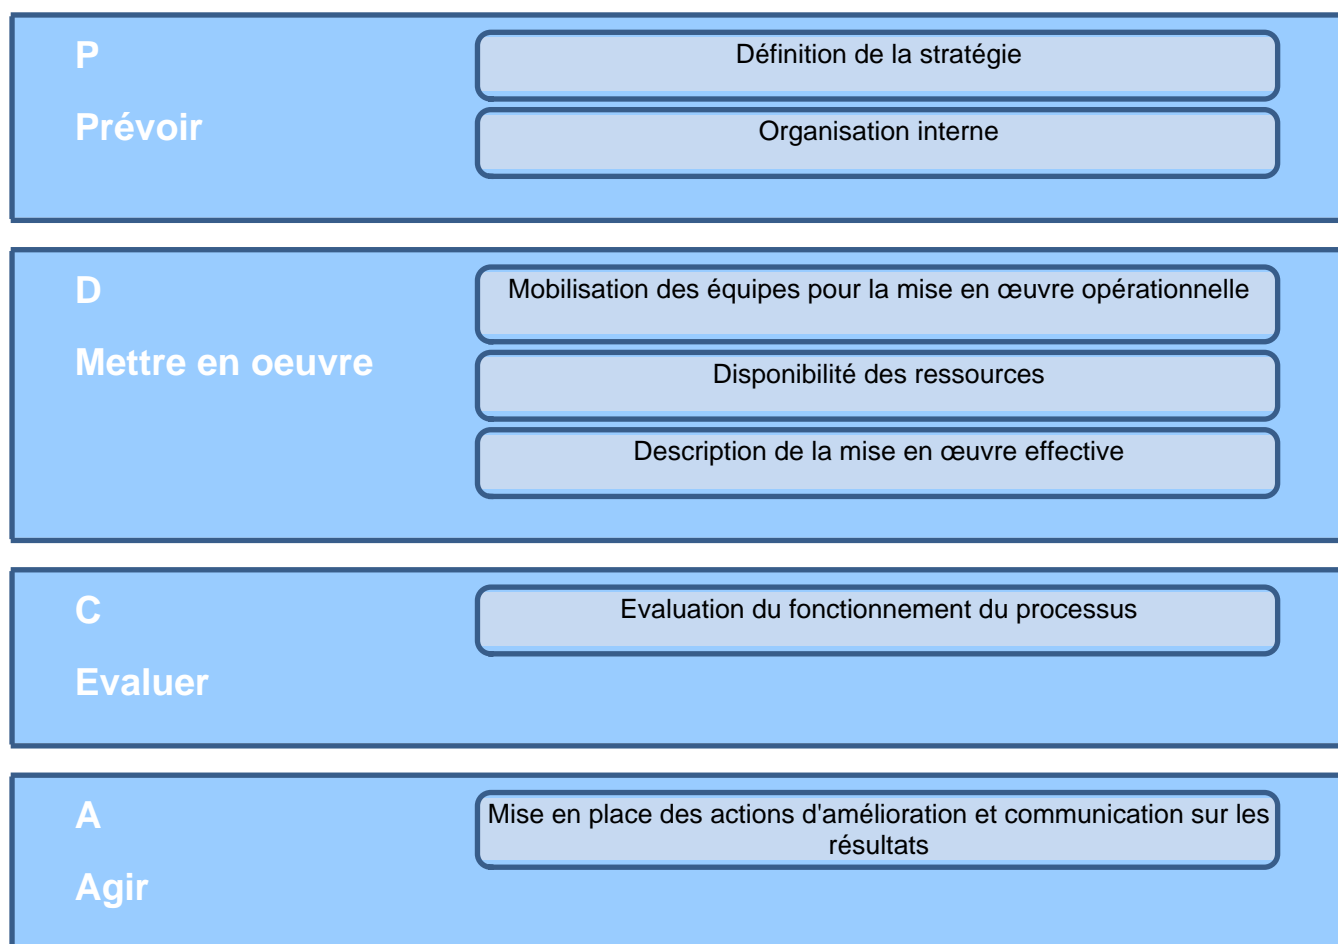 P
Prévoir
Définition de la stratégie
Organisation interne
D
Mettre en oeuvre
Mobilisation des équipes pour la mise en œuvre opérationnelle
Disponibilité des ressources
Description de la mise en œuvre effective
C
Evaluer
Evaluation du fonctionnement du processus
A
Agir
Mise en place des actions d'amélioration et communication sur les
résultats